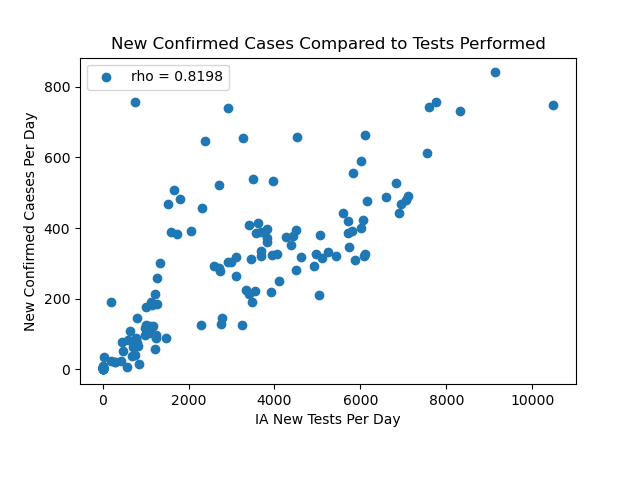 New Confirmed Cases Compared to Tests Performed
rho = 0.8198
New Confirmed Caeses Per Day
800
600
400
200
0
0 2000 4000 6000 8000 10000
IA New Tests Per Day